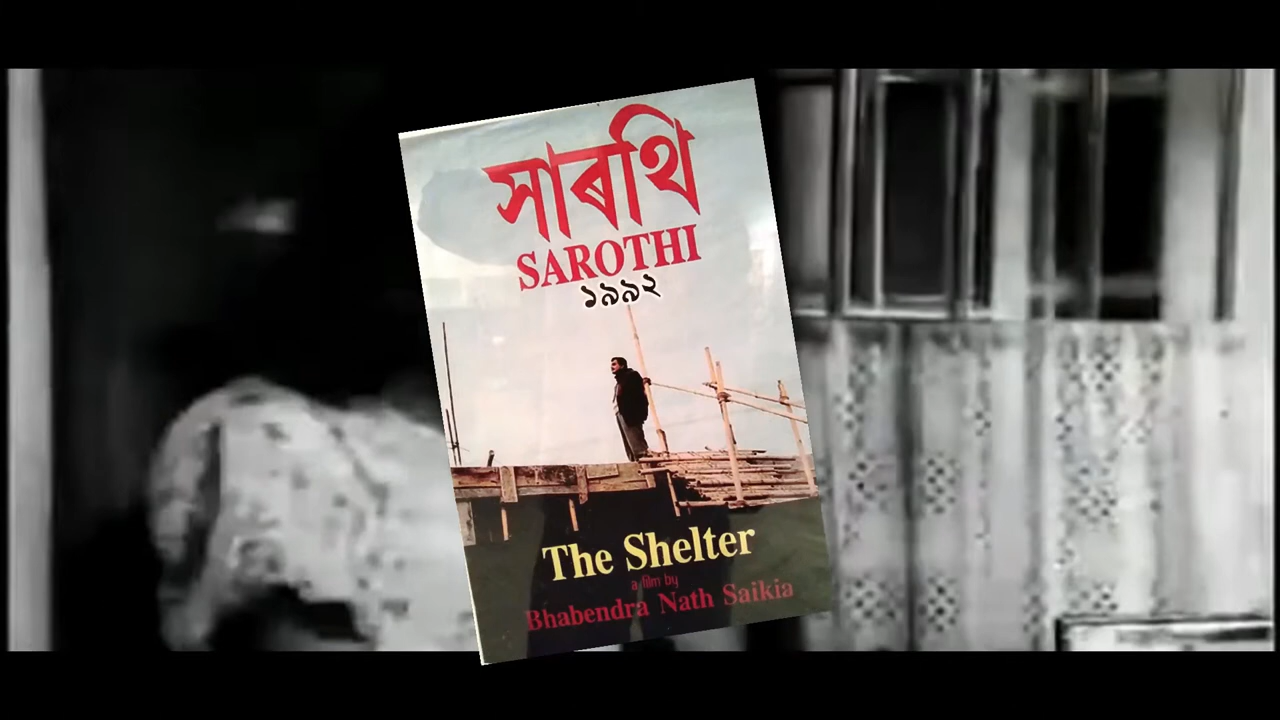 সাৰথি
SAROTHI
১৯৯২
The Shelter
a film by
Bhabendra Nath Saikia